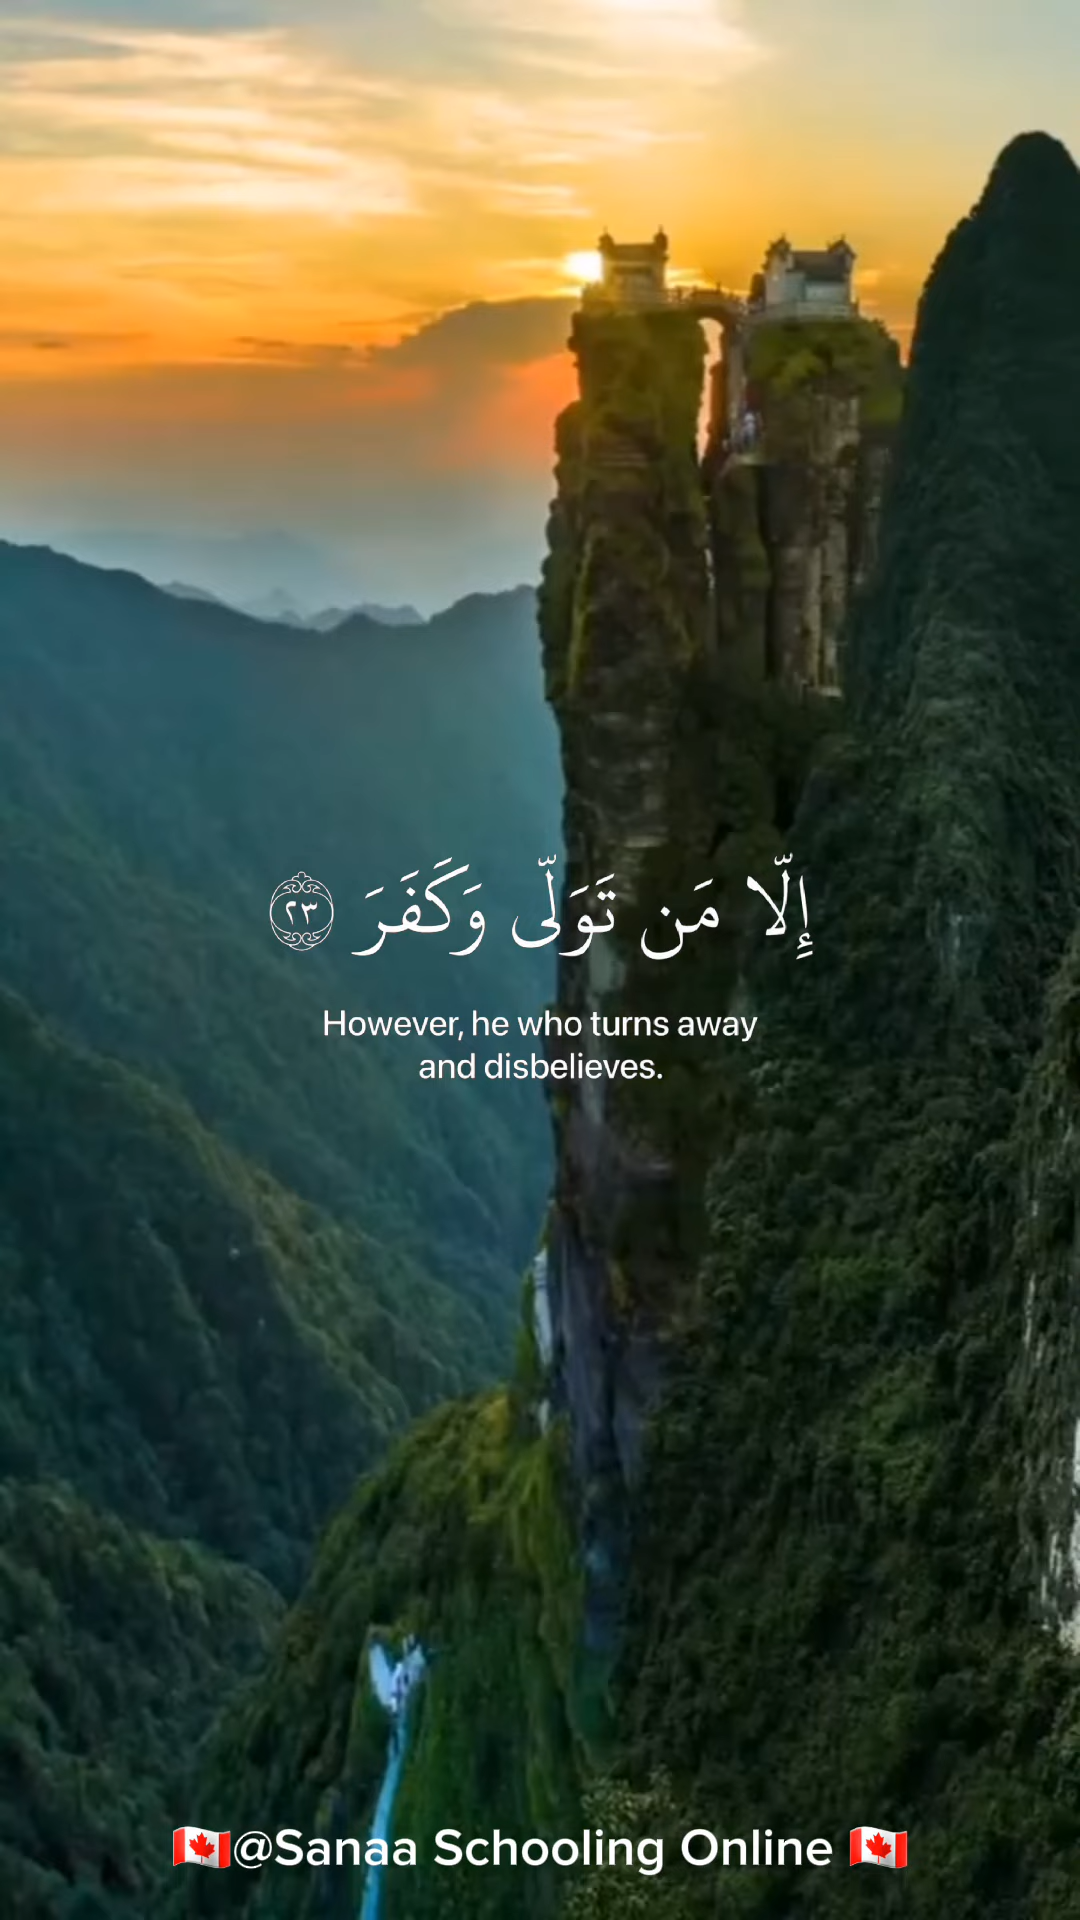 إِلَّا مَن تَوَلَّى وَكَفَرَ ٢٣
However, he who turns away
and disbelieves.
🇨🇦@Sanaa Schooling Online 🇨🇦